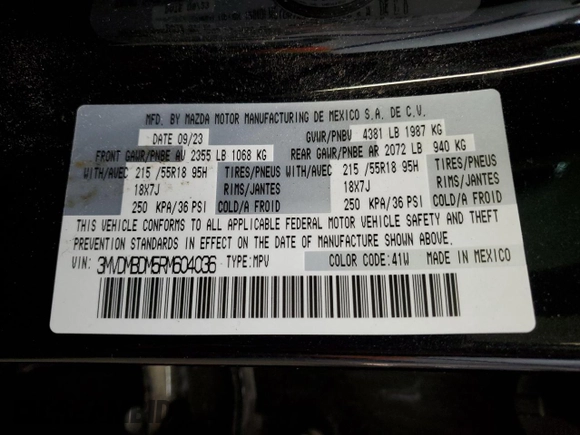 MFD. BY MAZDA MOTOR MANUFACTURING DE MEXICO S.A. DE C.V.
DATE 09/23 GVWR/PNBV 4381 LB 1987 KG
FRONT GAWR/PNBE AV 2355 LB 1068 KG REAR GAWR/PNBE AR 2072 LB 940 KG
WITH/AVEC 215 /55R18 95H TIRES/PNEUS WITH/AVEC 215 /55R18 95H TIRES/PNEUS
18X7J RIMS/JANTES 18X7J RIMS/JANTES
250 KPA/36 PSI COLD/A FROID 250 KPA/36 PSI COLD/A FROID
THIS VEHICLE CONFORMS TO ALL APPLICABLE FEDERAL MOTOR VEHICLE SAFETY AND THEFT
PREVENTION STANDARDS IN EFFECT ON THE DATE OF MANUFACTURE SHOWN ABOVE.
VIN: 3MVDMBDM5RM604036 TYPE:MPV COLOR CODE:41W MADE IN MEXICO